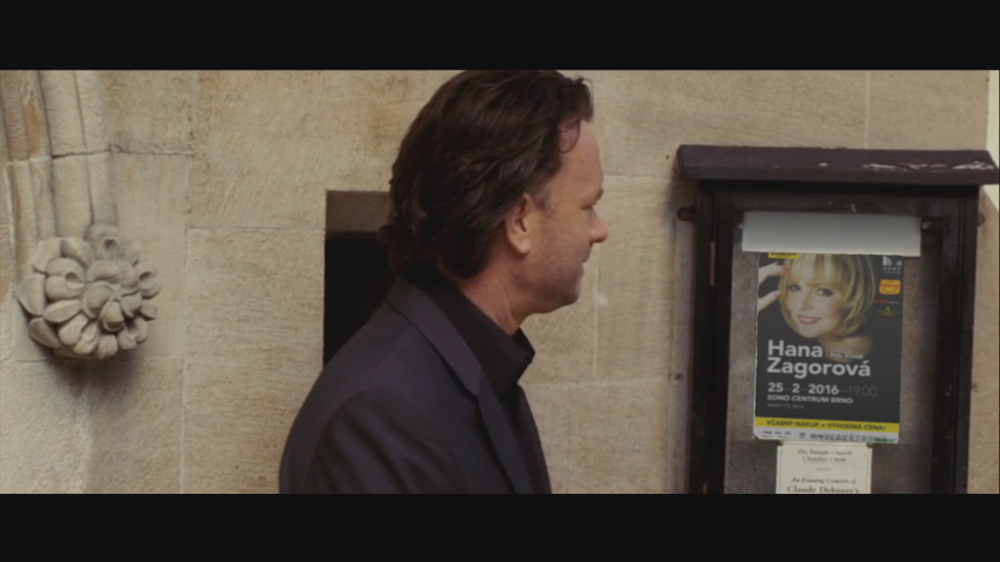 Hana
Zagorová
25 2 2016 19.00
SONO CENTRUM BRNO
VČASNÝ NÁKUP = VÝHODNÁ CENA!
The Temple Church
Chamber Choir
An Evening Concert of
Claude Debussy's